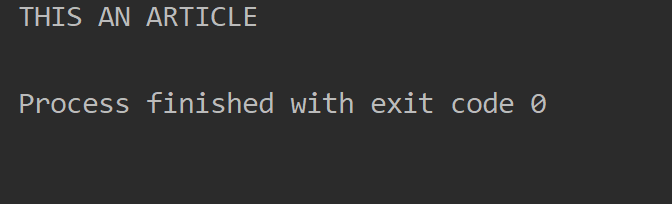 THIS AN ARTICLE
Process finished with exit code 0